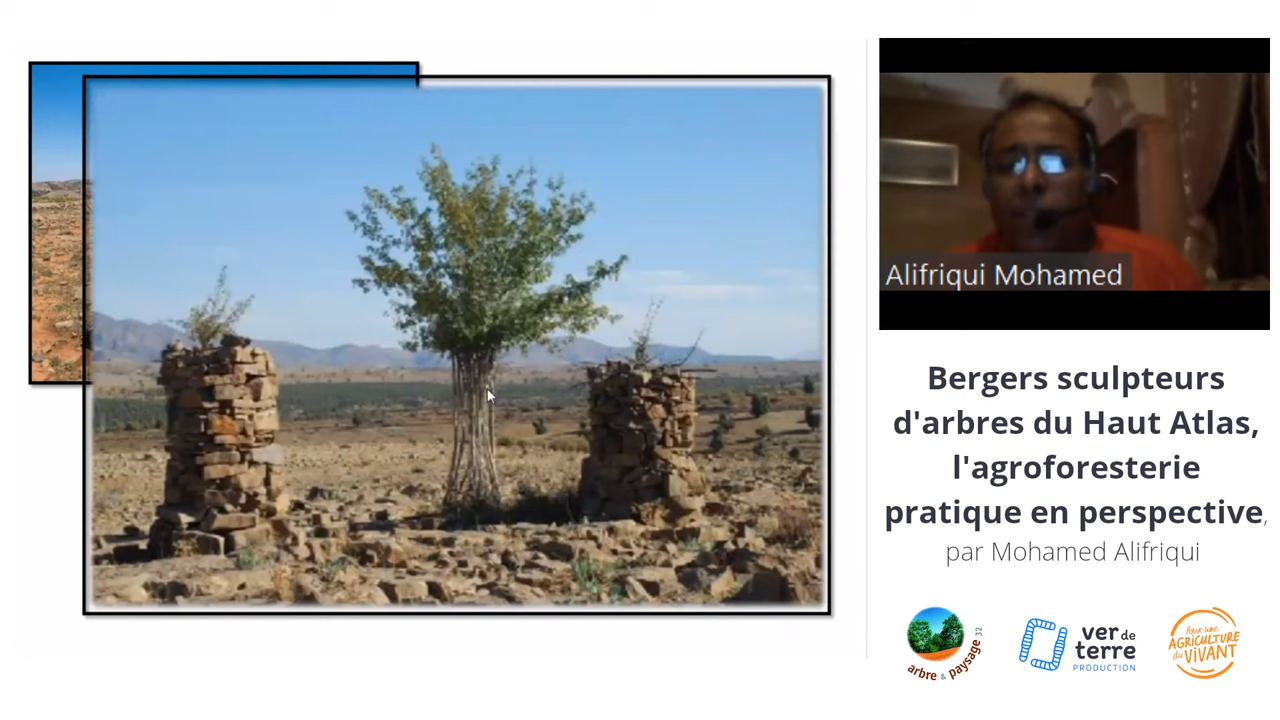 Alifriqui Mohamed
Bergers sculpteurs
d'arbres du Haut Atlas,
l'agroforesterie
pratique en perspective,
par Mohamed Alifriqui
arbre & paysage 32
ver de
terre
PRODUCTION
Pour une
AGRICULTURE
du VIVANT